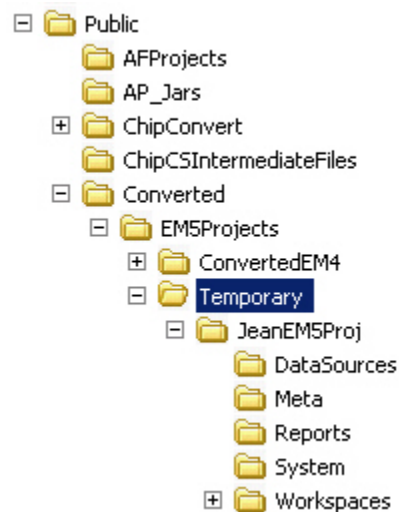 Public
AFProjects
AP_Jars
ChipConvert
ChipCSIntermediateFiles
Converted
EM5Projects
ConvertedEM4
Temporary
JeanEM5Proj
DataSources
Meta
Reports
System
Workspaces